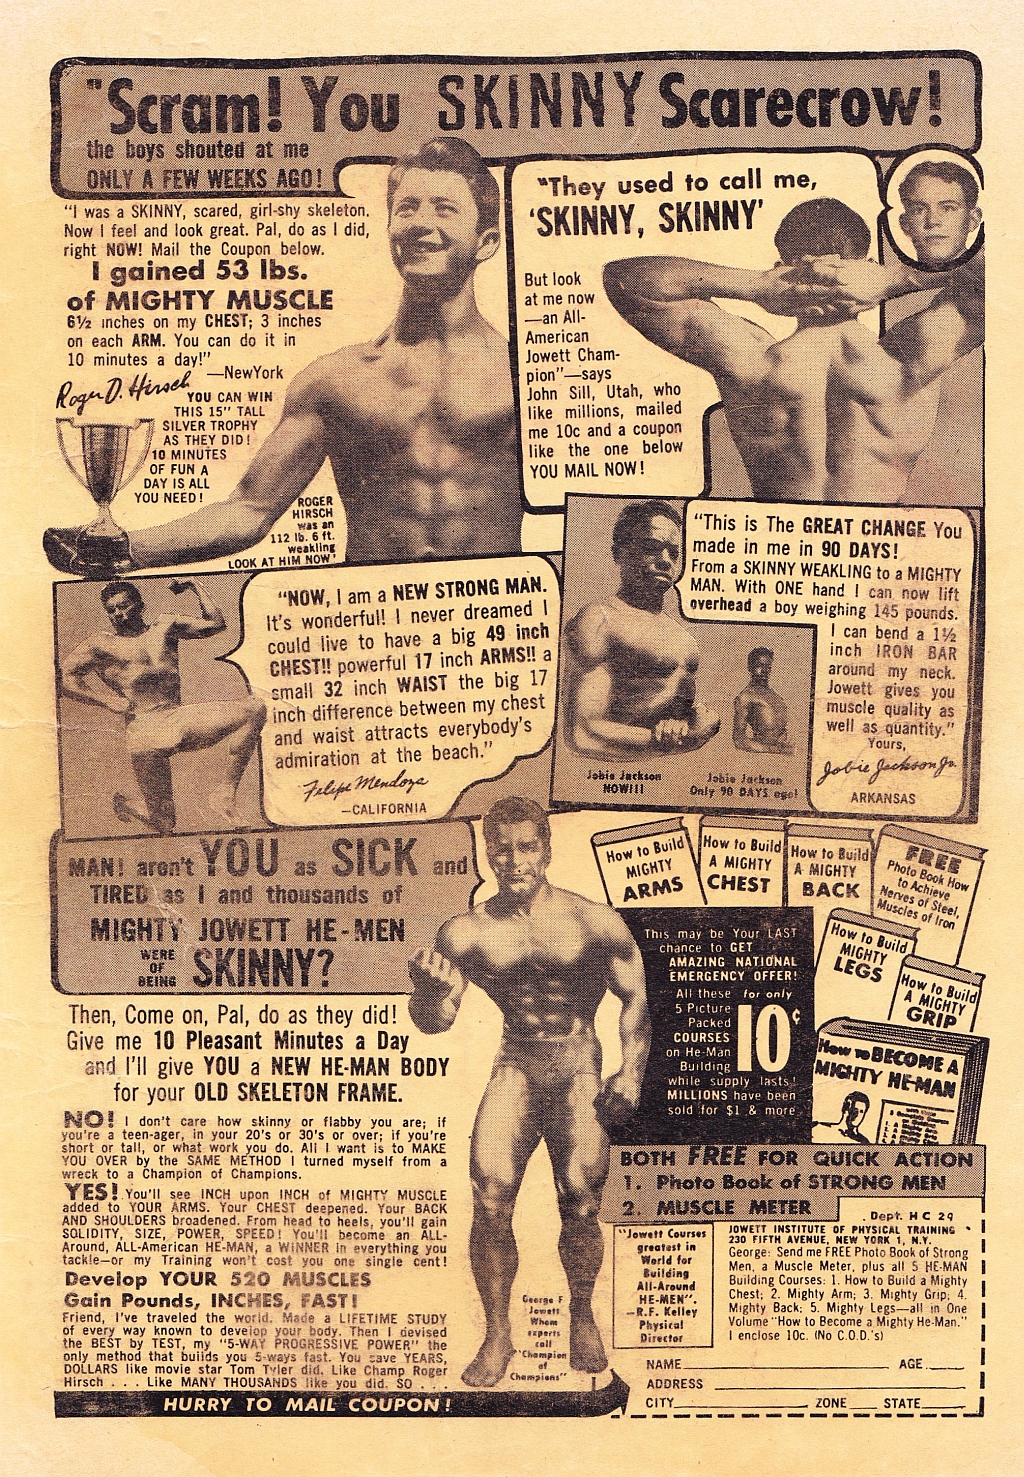 "Scram! You SKINNY Scarecrow!
the boys shouted at me
ONLY A FEW WEEKS AGO!
"I was a SKINNY, scared, girl-shy skeleton.
Now I feel and look great. Pal, do as I did,
right NOW! Mail the Coupon below.
I gained 53 lbs.
of MIGHTY MUSCLE
6½ inches on my CHEST; 3 inches
on each ARM. You can do it in
10 minutes a day!"
—NewYork
Roger D. Hirsch
YOU CAN WIN
THIS 15" TALL
SILVER TROPHY
AS THEY DID!
10 MINUTES
OF FUN A
DAY IS ALL
YOU NEED!
ROGER
HIRSCH
was an
112 lb. 6 ft.
weakling
LOOK AT HIM NOW!
"They used to call me,
'SKINNY, SKINNY'
But look
at me now
—an All-
American
Jowett Cham-
pion"—says
John Sill, Utah, who
like millions, mailed
me 10c and a coupon
like the one below
YOU MAIL NOW!
"This is The GREAT CHANGE You
made in me in 90 DAYS!
From a SKINNY WEAKLING to a MIGHTY
MAN. With ONE hand I can now lift
overhead a boy weighing 145 pounds.
I can bend a 1½
inch IRON BAR
around my neck.
Jowett gives you
muscle quality as
well as quantity."
Yours,
Jobie Jackson Jr.
ARKANSAS
Jobie Jackson
NOW!!!
Jobie Jackson
Only 90 DAYS ago!
"NOW, I am a NEW STRONG MAN.
It's wonderful! I never dreamed I
could live to have a big 49 inch
CHEST!! powerful 17 inch ARMS!! a
small 32 inch WAIST the big 17
inch difference between my chest
and waist attracts everybody's
admiration at the beach."
Felipe Mendoza
—CALIFORNIA
MAN! aren't YOU as SICK and
TIRED as I and thousands of
MIGHTY JOWETT HE-MEN
WERE
OF
BEING
SKINNY?
Then, Come on, Pal, do as they did!
Give me 10 Pleasant Minutes a Day
and I'll give YOU a NEW HE-MAN BODY
for your OLD SKELETON FRAME.
NO! I don't care how skinny or flabby you are; if
you're a teen-ager, in your 20's or 30's or over; if you're
short or tall, or what work you do. All I want is to MAKE
YOU OVER by the SAME METHOD I turned myself from a
wreck to a Champion of Champions.
YES! You'll see INCH upon INCH of MIGHTY MUSCLE
added to YOUR ARMS. Your CHEST deepened. Your BACK
AND SHOULDERS broadened. From head to heels, you'll gain
SOLIDITY, SIZE, POWER, SPEED! You'll become an ALL-
Around, ALL-American HE-MAN, a WINNER in everything you
tackle—or my Training won't cost you one single cent!
Develop YOUR 520 MUSCLES
Gain Pounds, INCHES, FAST!
Friend, I've traveled the world. Made a LIFETIME STUDY
of every way known to develop your body. Then I devised
the BEST by TEST, my "5-WAY PROGRESSIVE POWER" the
only method that builds you 5-ways fast. You save YEARS,
DOLLARS like movie star Tom Tyler did. Like Champ Roger
Hirsch . . . Like MANY THOUSANDS like you did. SO . . .
HURRY TO MAIL COUPON!
George F
Jowett
Whom
experts
call
"Champion
of
Champions"
How to Build
MIGHTY
ARMS
How to Build
A MIGHTY
CHEST
How to Build
A MIGHTY
BACK
FREE
Photo Book How
to Achieve
Nerves of Steel,
Muscles of Iron
How to Build
MIGHTY
LEGS
How to Build
A MIGHTY
GRIP
How to BECOME A
MIGHTY HE-MAN
This may be Your LAST
chance to GET
AMAZING NATIONAL
EMERGENCY OFFER!
All these for only
5 Picture
Packed
COURSES
on He-Man
Building
10¢
while supply lasts!
MILLIONS have been
sold for $1 & more
BOTH FREE FOR QUICK ACTION
1. Photo Book of STRONG MEN
2. MUSCLE METER
"Jowett Courses
greatest in
World for
Building
All-Around
HE-MEN".
—R.F. Kelley
Physical
Director
Dept. HC 29
JOWETT INSTITUTE OF PHYSICAL TRAINING
230 FIFTH AVENUE, NEW YORK 1, N.Y.
George: Send me FREE Photo Book of Strong
Men, a Muscle Meter, plus all 5 HE-MAN
Building Courses: 1. How to Build a Mighty
Chest; 2. Mighty Arm; 3. Mighty Grip; 4.
Mighty Back; 5. Mighty Legs—all in One
Volume "How to Become a Mighty He-Man."
I enclose 10c. (No C.O.D.'s)
NAME AGE
ADDRESS
CITY ZONE STATE